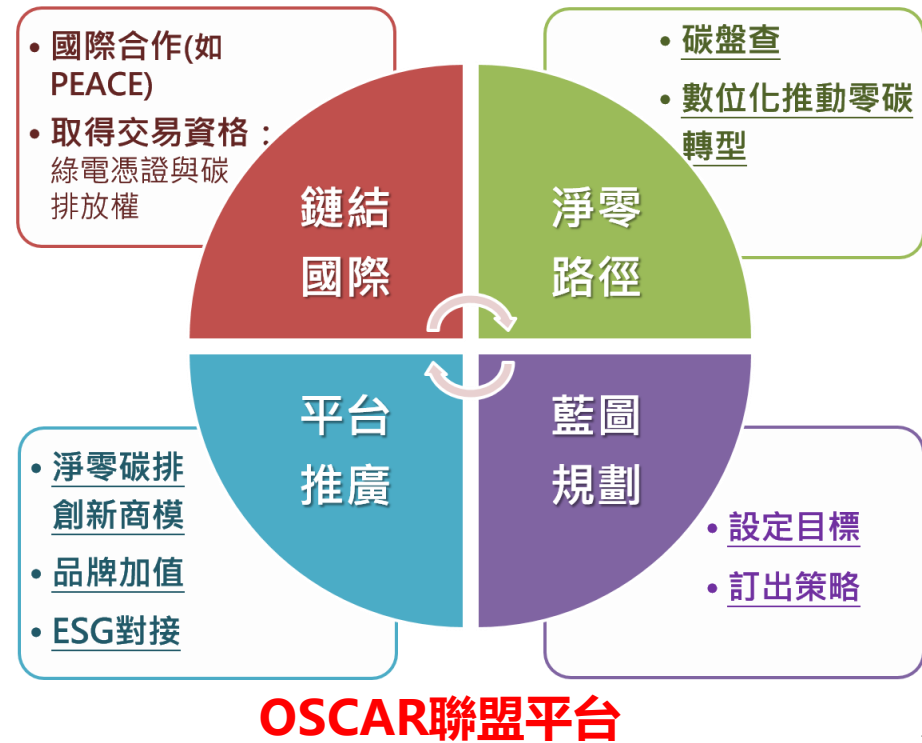 • 國際合作(如
PEACE)
• 取得交易資格：
綠電憑證與碳
排放權
• 碳盤查
• 數位化推動零碳
轉型
鏈結
國際
淨零
路徑
平台
推廣
藍圖
規劃
• 淨零碳排
創新商模
• 品牌加值
• ESG對接
• 設定目標
• 訂出策略
OSCAR聯盟平台